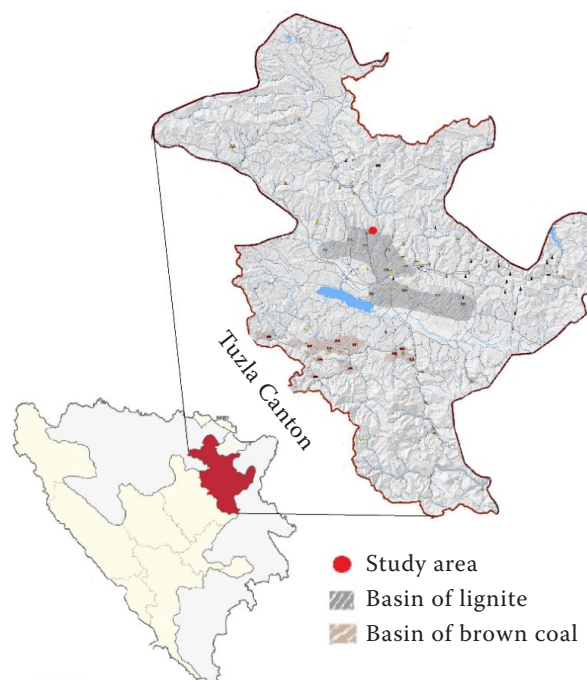 Tuzla Canton
Study area
Basin of lignite
Basin of brown coal